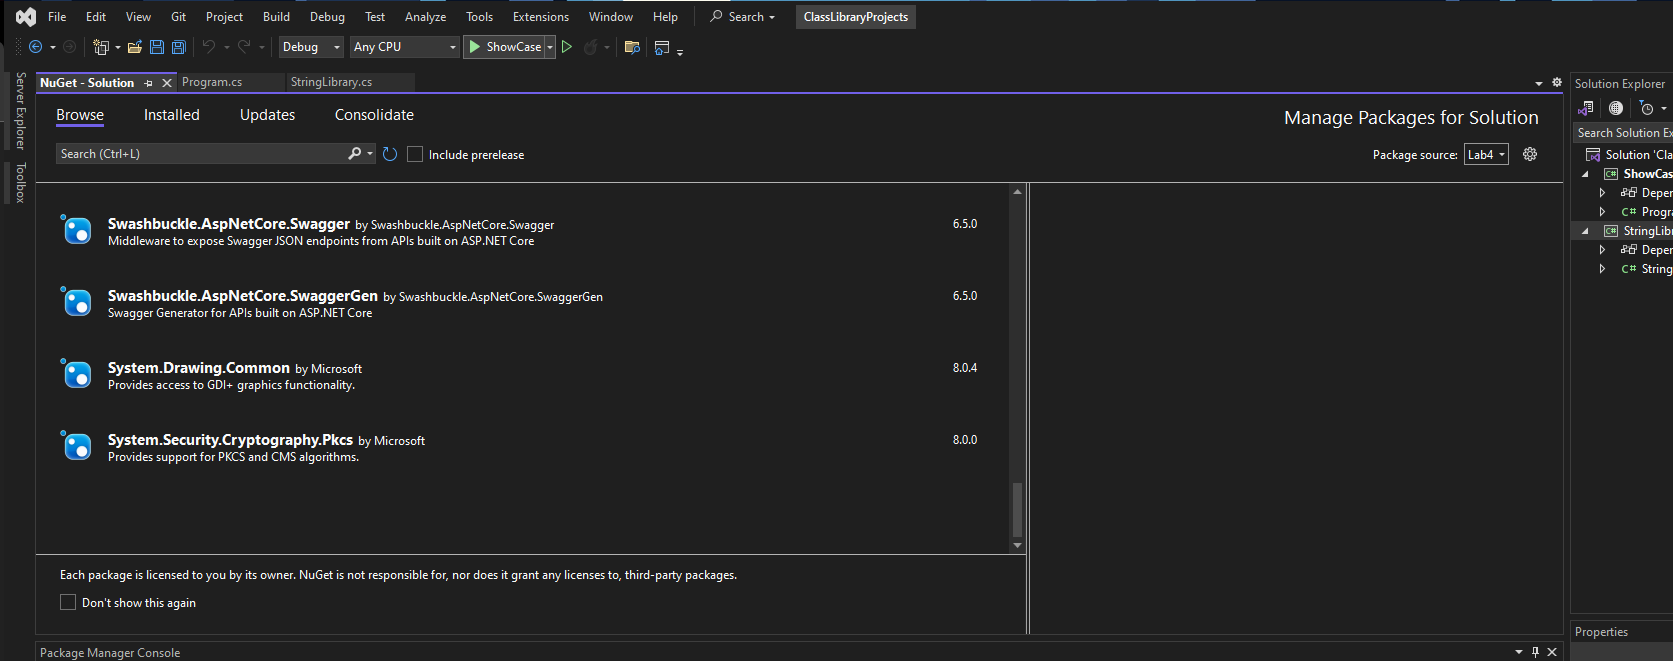 File Edit View Git Project Build Debug Test Analyze Tools Extensions Window Help Search ClassLibraryProjects
Debug Any CPU ShowCase
Server Explorer
Toolbox
NuGet - Solution Program.cs StringLibrary.cs
Browse Installed Updates Consolidate
Manage Packages for Solution
Search (Ctrl+L) Include prerelease
Package source: Lab4
Swashbuckle.AspNetCore.Swagger by Swashbuckle.AspNetCore.Swagger 6.5.0
Middleware to expose Swagger JSON endpoints from APIs built on ASP.NET Core
Swashbuckle.AspNetCore.SwaggerGen by Swashbuckle.AspNetCore.SwaggerGen 6.5.0
Swagger Generator for APIs built on ASP.NET Core
System.Drawing.Common by Microsoft 8.0.4
Provides access to GDI+ graphics functionality.
System.Security.Cryptography.Pkcs by Microsoft 8.0.0
Provides support for PKCS and CMS algorithms.
Each package is licensed to you by its owner. NuGet is not responsible for, nor does it grant any licenses to, third-party packages.
Don't show this again
Package Manager Console
Solution Explorer
Search Solution Ex
Solution 'Cla
C# ShowCas
Depen
C# Progra
C# StringLibr
Depen
C# String
Properties